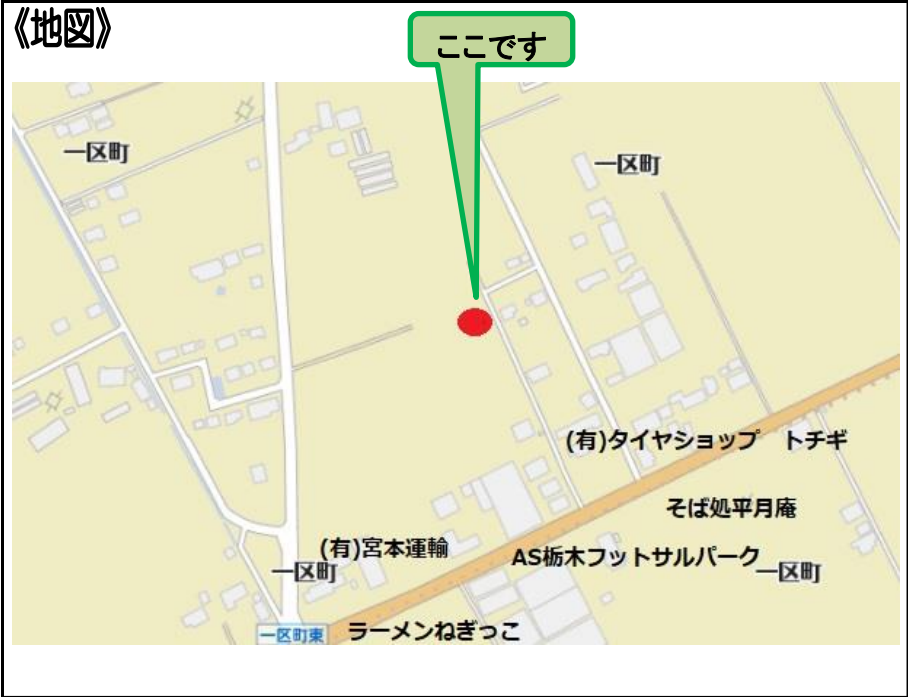 《地図》
ここです
一区町
一区町
(有)タイヤショップ　トチギ
そば処平月庵
(有)宮本運輸
AS栃木フットサルパーク
一区町
一区町
一区町東
ラーメンねぎっこ